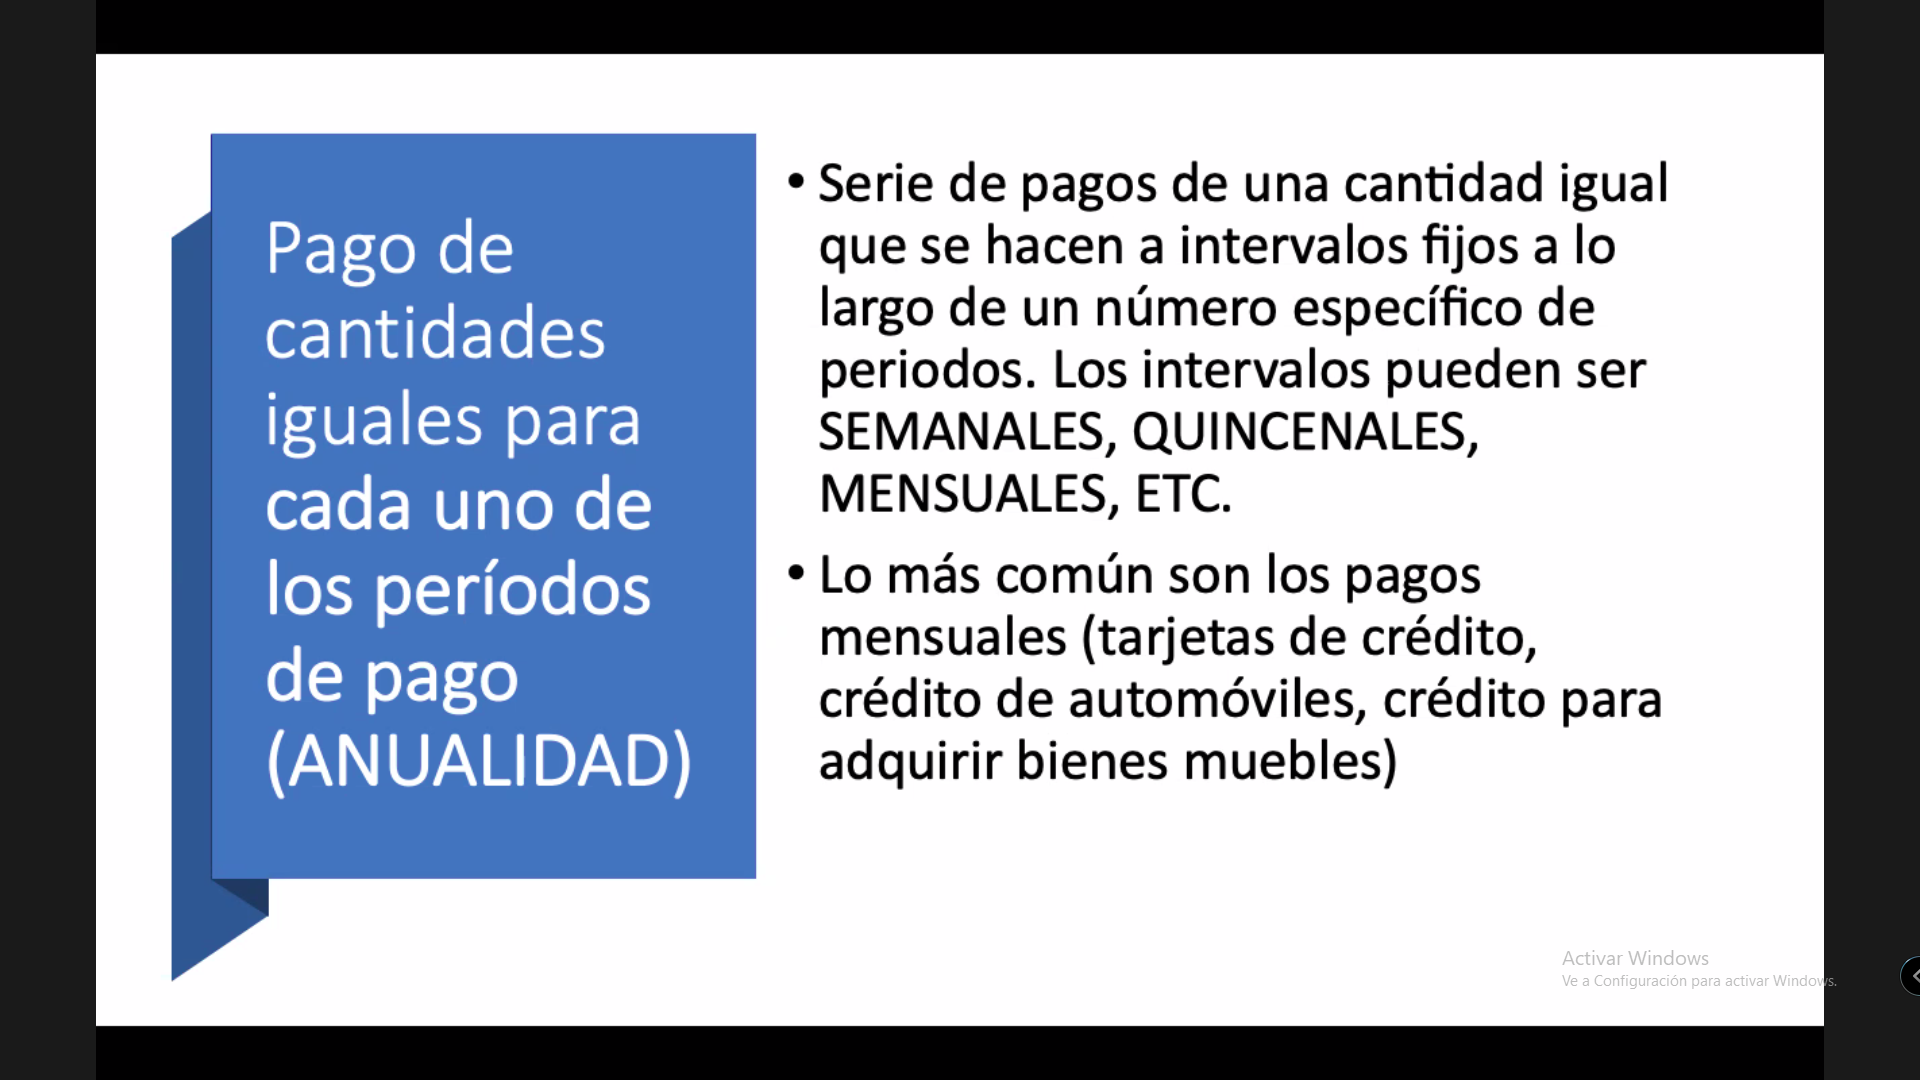 Pago de
cantidades
iguales para
cada uno de
los períodos
de pago
(ANUALIDAD)
• Serie de pagos de una cantidad igual
que se hacen a intervalos fijos a lo
largo de un número específico de
periodos. Los intervalos pueden ser
SEMANALES, QUINCENALES,
MENSUALES, ETC.
• Lo más común son los pagos
mensuales (tarjetas de crédito,
crédito de automóviles, crédito para
adquirir bienes muebles)
Activar Windows
Ve a Configuración para activar Windows.